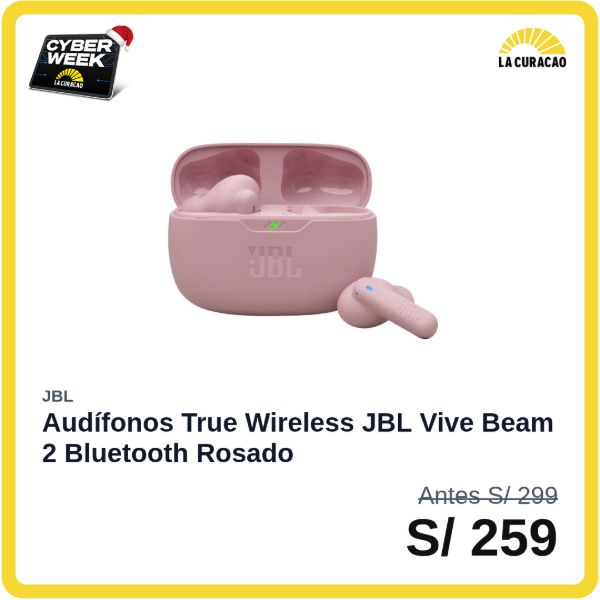 CYBER
WEEK
LA CURACAO
LA CURACAO
JBL
JBL
Audífonos True Wireless JBL Vive Beam
2 Bluetooth Rosado
Antes S/ 299
S/ 259